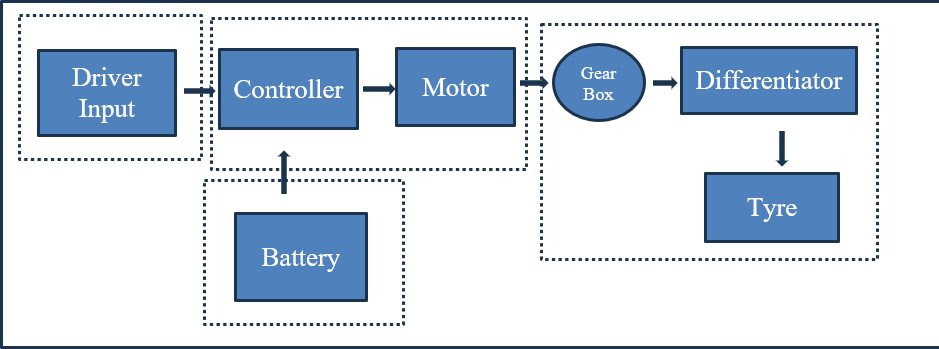 Driver
Input
Controller
Motor
Gear
Box
Differentiator
Tyre
Battery